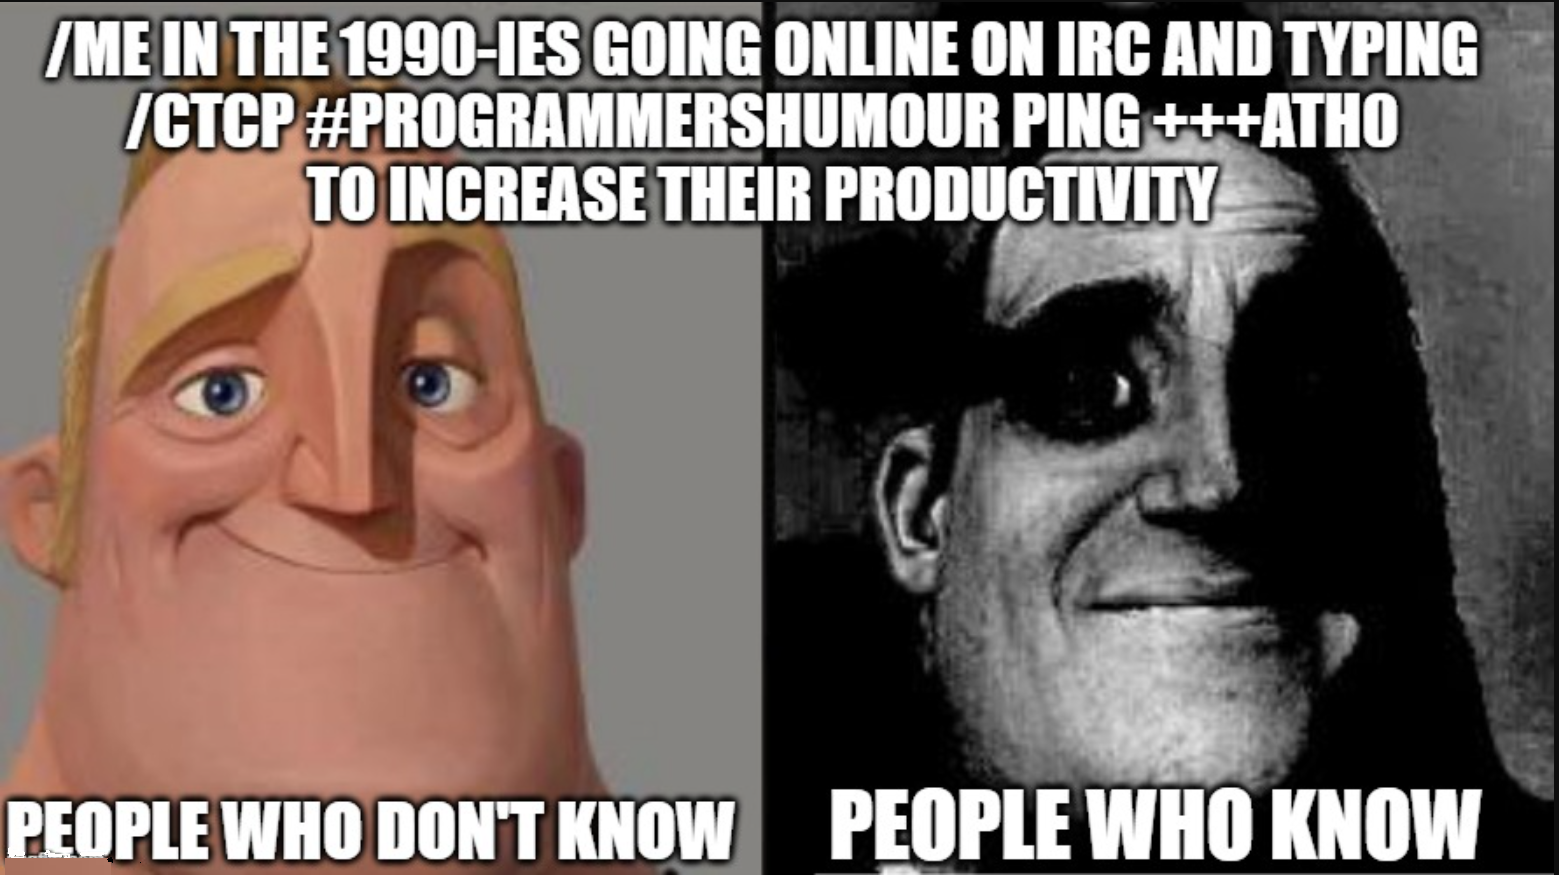 /ME IN THE 1990-IES GOING ONLINE ON IRC AND TYPING
/CTCP #PROGRAMMERSHUMOUR PING +++ATH0
TO INCREASE THEIR PRODUCTIVITY
PEOPLE WHO DON'T KNOW
PEOPLE WHO KNOW